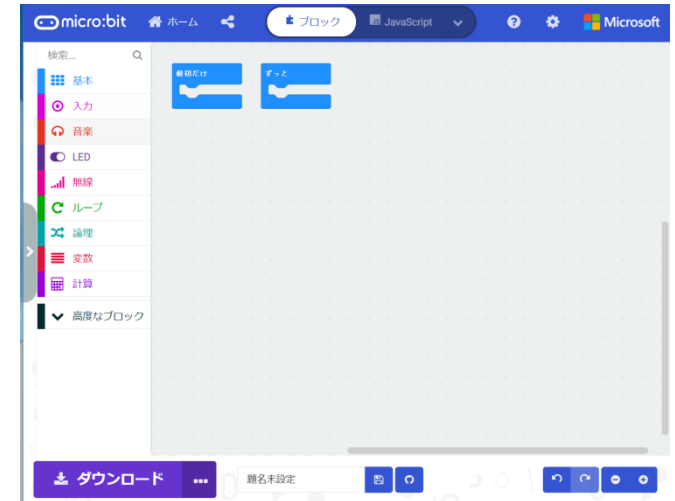 micro:bit ホーム ブロック JavaScript Microsoft
検索...
基本
入力
音楽
LED
無線
ループ
論理
変数
計算
高度なブロック
最初だけ
ずっと
ダウンロード ... 題名未設定